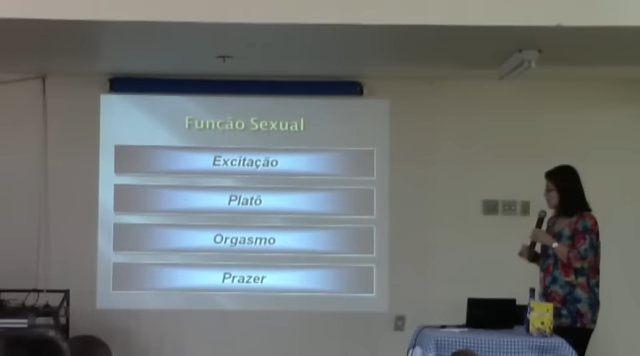 Função Sexual
Excitação
Platô
Orgasmo
Prazer